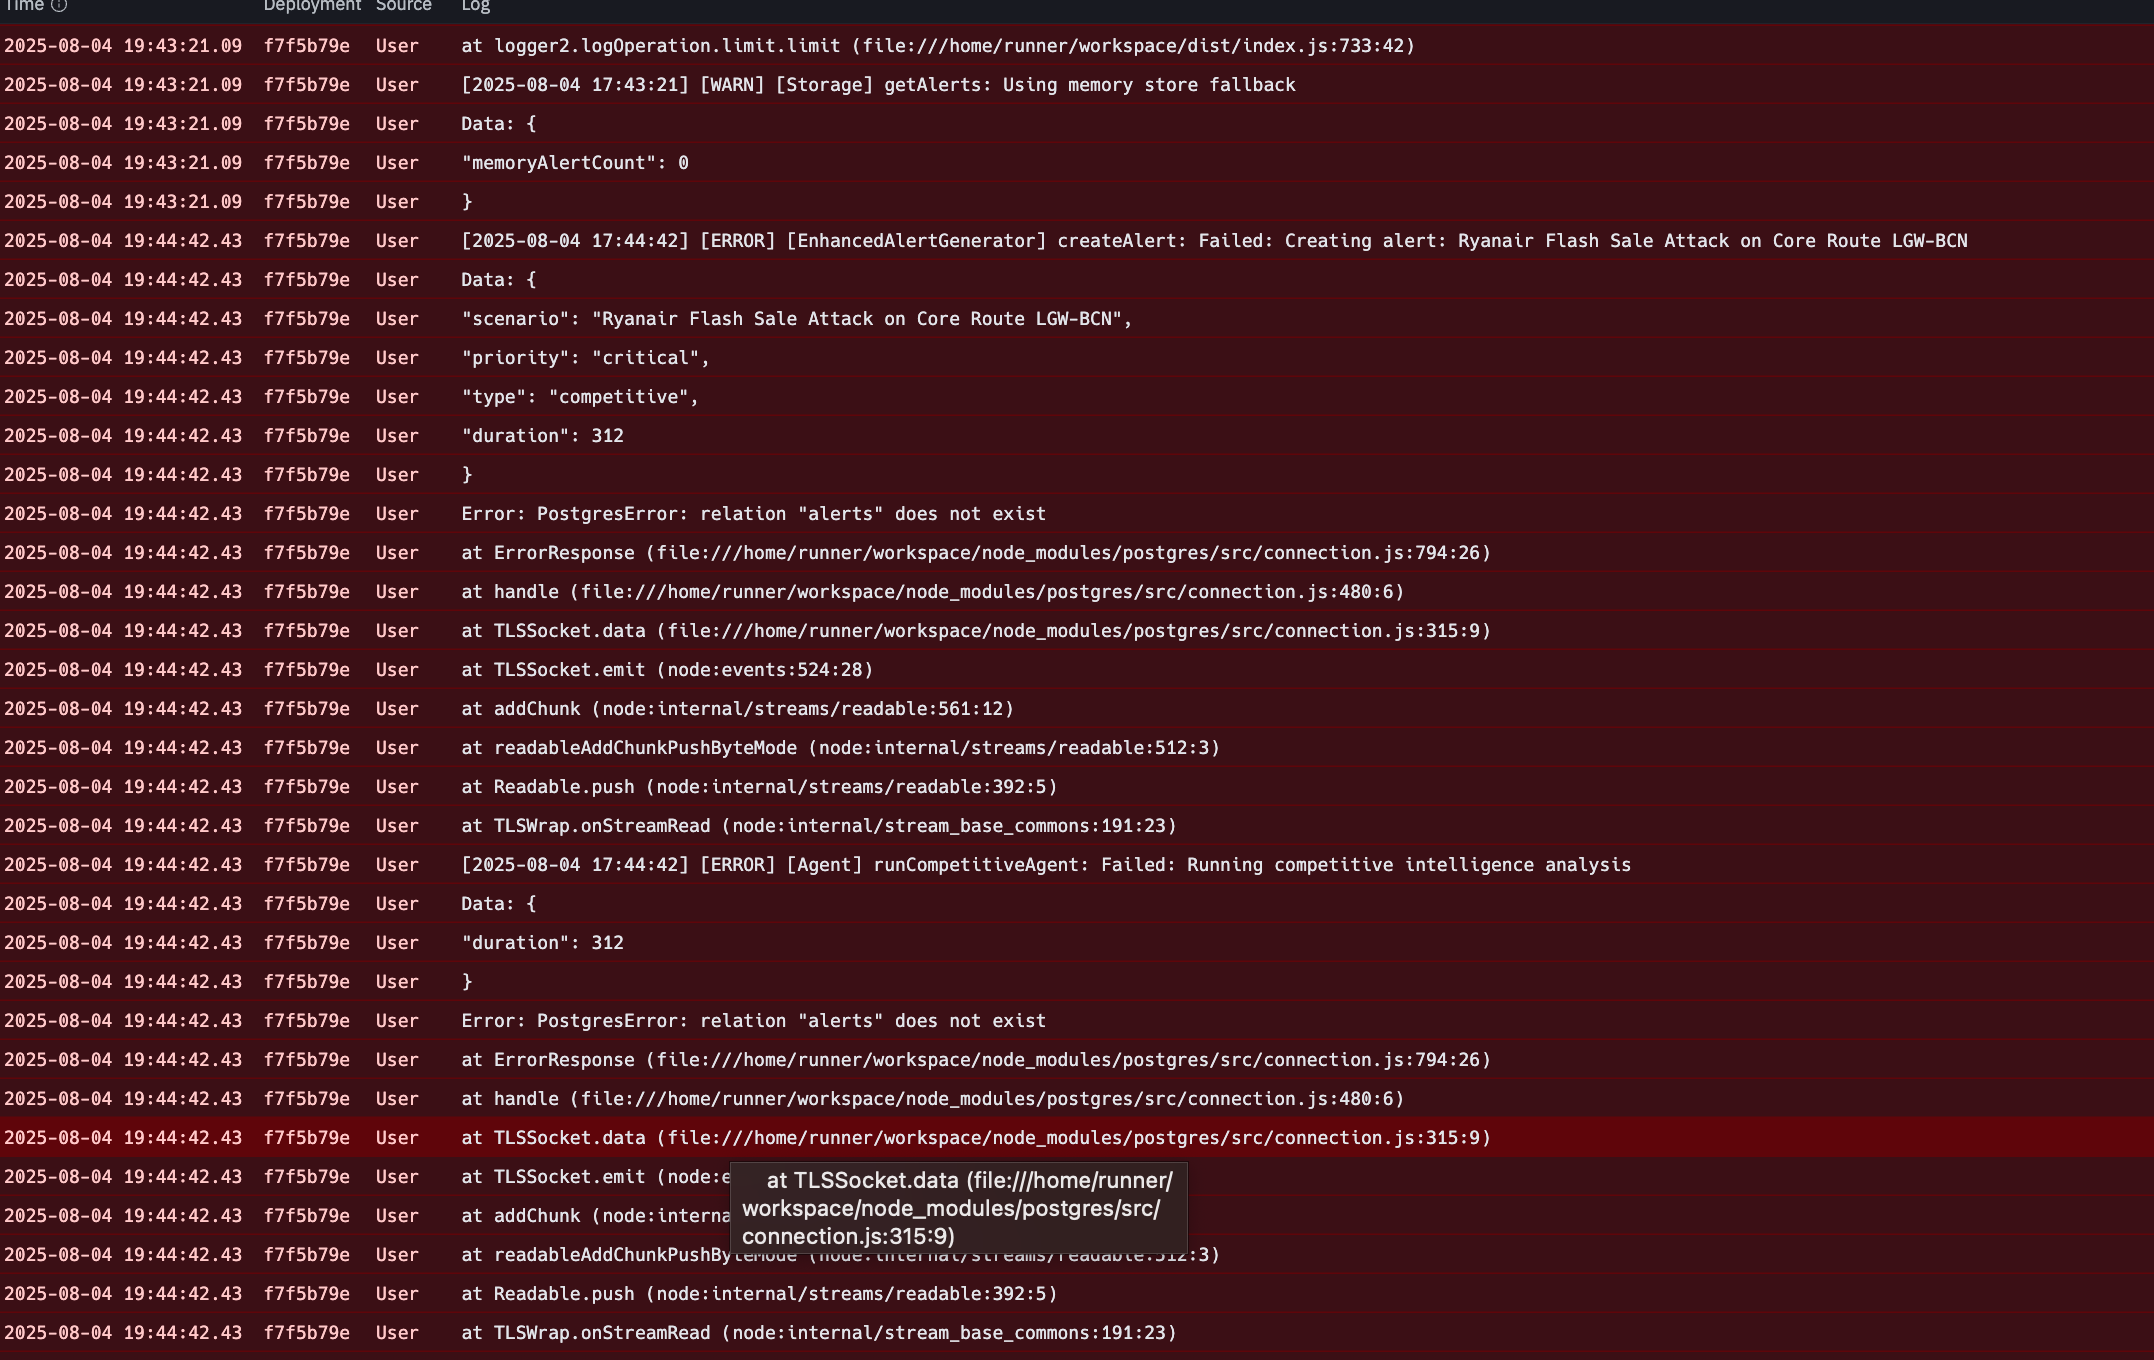 Time Deployment Source Log
2025-08-04 19:43:21.09 f7f5b79e User at logger2.logOperation.limit.limit (file:///home/runner/workspace/dist/index.js:733:42)
2025-08-04 19:43:21.09 f7f5b79e User [2025-08-04 17:43:21] [WARN] [Storage] getAlerts: Using memory store fallback
2025-08-04 19:43:21.09 f7f5b79e User Data: {
2025-08-04 19:43:21.09 f7f5b79e User "memoryAlertCount": 0
2025-08-04 19:43:21.09 f7f5b79e User }
2025-08-04 19:44:42.43 f7f5b79e User [2025-08-04 17:44:42] [ERROR] [EnhancedAlertGenerator] createAlert: Failed: Creating alert: Ryanair Flash Sale Attack on Core Route LGW-BCN
2025-08-04 19:44:42.43 f7f5b79e User Data: {
2025-08-04 19:44:42.43 f7f5b79e User "scenario": "Ryanair Flash Sale Attack on Core Route LGW-BCN",
2025-08-04 19:44:42.43 f7f5b79e User "priority": "critical",
2025-08-04 19:44:42.43 f7f5b79e User "type": "competitive",
2025-08-04 19:44:42.43 f7f5b79e User "duration": 312
2025-08-04 19:44:42.43 f7f5b79e User }
2025-08-04 19:44:42.43 f7f5b79e User Error: PostgresError: relation "alerts" does not exist
2025-08-04 19:44:42.43 f7f5b79e User at ErrorResponse (file:///home/runner/workspace/node_modules/postgres/src/connection.js:794:26)
2025-08-04 19:44:42.43 f7f5b79e User at handle (file:///home/runner/workspace/node_modules/postgres/src/connection.js:480:6)
2025-08-04 19:44:42.43 f7f5b79e User at TLSSocket.data (file:///home/runner/workspace/node_modules/postgres/src/connection.js:315:9)
2025-08-04 19:44:42.43 f7f5b79e User at TLSSocket.emit (node:events:524:28)
2025-08-04 19:44:42.43 f7f5b79e User at addChunk (node:internal/streams/readable:561:12)
2025-08-04 19:44:42.43 f7f5b79e User at readableAddChunkPushByteMode (node:internal/streams/readable:512:3)
2025-08-04 19:44:42.43 f7f5b79e User at Readable.push (node:internal/streams/readable:392:5)
2025-08-04 19:44:42.43 f7f5b79e User at TLSWrap.onStreamRead (node:internal/stream_base_commons:191:23)
2025-08-04 19:44:42.43 f7f5b79e User [2025-08-04 17:44:42] [ERROR] [Agent] runCompetitiveAgent: Failed: Running competitive intelligence analysis
2025-08-04 19:44:42.43 f7f5b79e User Data: {
2025-08-04 19:44:42.43 f7f5b79e User "duration": 312
2025-08-04 19:44:42.43 f7f5b79e User }
2025-08-04 19:44:42.43 f7f5b79e User Error: PostgresError: relation "alerts" does not exist
2025-08-04 19:44:42.43 f7f5b79e User at ErrorResponse (file:///home/runner/workspace/node_modules/postgres/src/connection.js:794:26)
2025-08-04 19:44:42.43 f7f5b79e User at handle (file:///home/runner/workspace/node_modules/postgres/src/connection.js:480:6)
2025-08-04 19:44:42.43 f7f5b79e User at TLSSocket.data (file:///home/runner/workspace/node_modules/postgres/src/connection.js:315:9)
2025-08-04 19:44:42.43 f7f5b79e User at TLSSocket.emit (node:e
at TLSSocket.data (file:///home/runner/
workspace/node_modules/postgres/src/
connection.js:315:9)
2025-08-04 19:44:42.43 f7f5b79e User at addChunk (node:interna
2025-08-04 19:44:42.43 f7f5b79e User at readableAddChunkPushByteMode (node:internal/streams/readable:512:3)
2025-08-04 19:44:42.43 f7f5b79e User at Readable.push (node:internal/streams/readable:392:5)
2025-08-04 19:44:42.43 f7f5b79e User at TLSWrap.onStreamRead (node:internal/stream_base_commons:191:23)